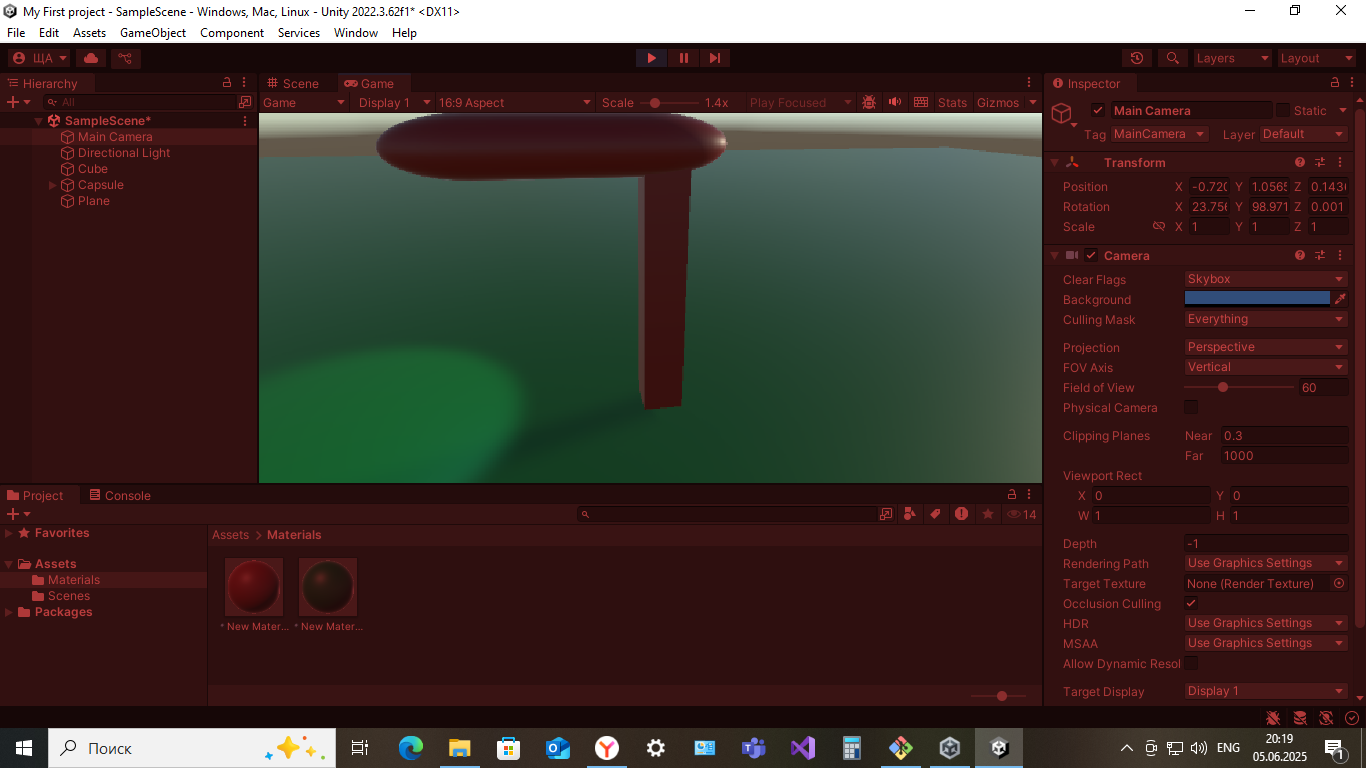 My First project - SampleScene - Windows, Mac, Linux - Unity 2022.3.62f1* <DX11>
File Edit Assets GameObject Component Services Window Help
ЩА Layers Layout
Hierarchy
All
SampleScene*
Main Camera
Directional Light
Cube
Capsule
Plane
Scene Game
Game Display 1 16:9 Aspect Scale 1.4x Play Focused Stats Gizmos
Inspector
Main Camera Static
Tag MainCamera Layer Default
Transform
Position X -0.720 Y 1.0565 Z 0.1436
Rotation X 23.756 Y 98.971 Z 0.001
Scale X 1 Y 1 Z 1
Camera
Clear Flags Skybox
Background
Culling Mask Everything
Projection Perspective
FOV Axis Vertical
Field of View 60
Physical Camera
Clipping Planes Near 0.3
Far 1000
Viewport Rect
X 0 Y 0
W 1 H 1
Depth -1
Rendering Path Use Graphics Settings
Target Texture None (Render Texture)
Occlusion Culling
HDR Use Graphics Settings
MSAA Use Graphics Settings
Allow Dynamic Resol
Target Display Display 1
Project Console
14
Favorites
Assets
Materials
Scenes
Packages
Assets > Materials
* New Mater... * New Mater...
Поиск
ENG
20:19
05.06.2025
1